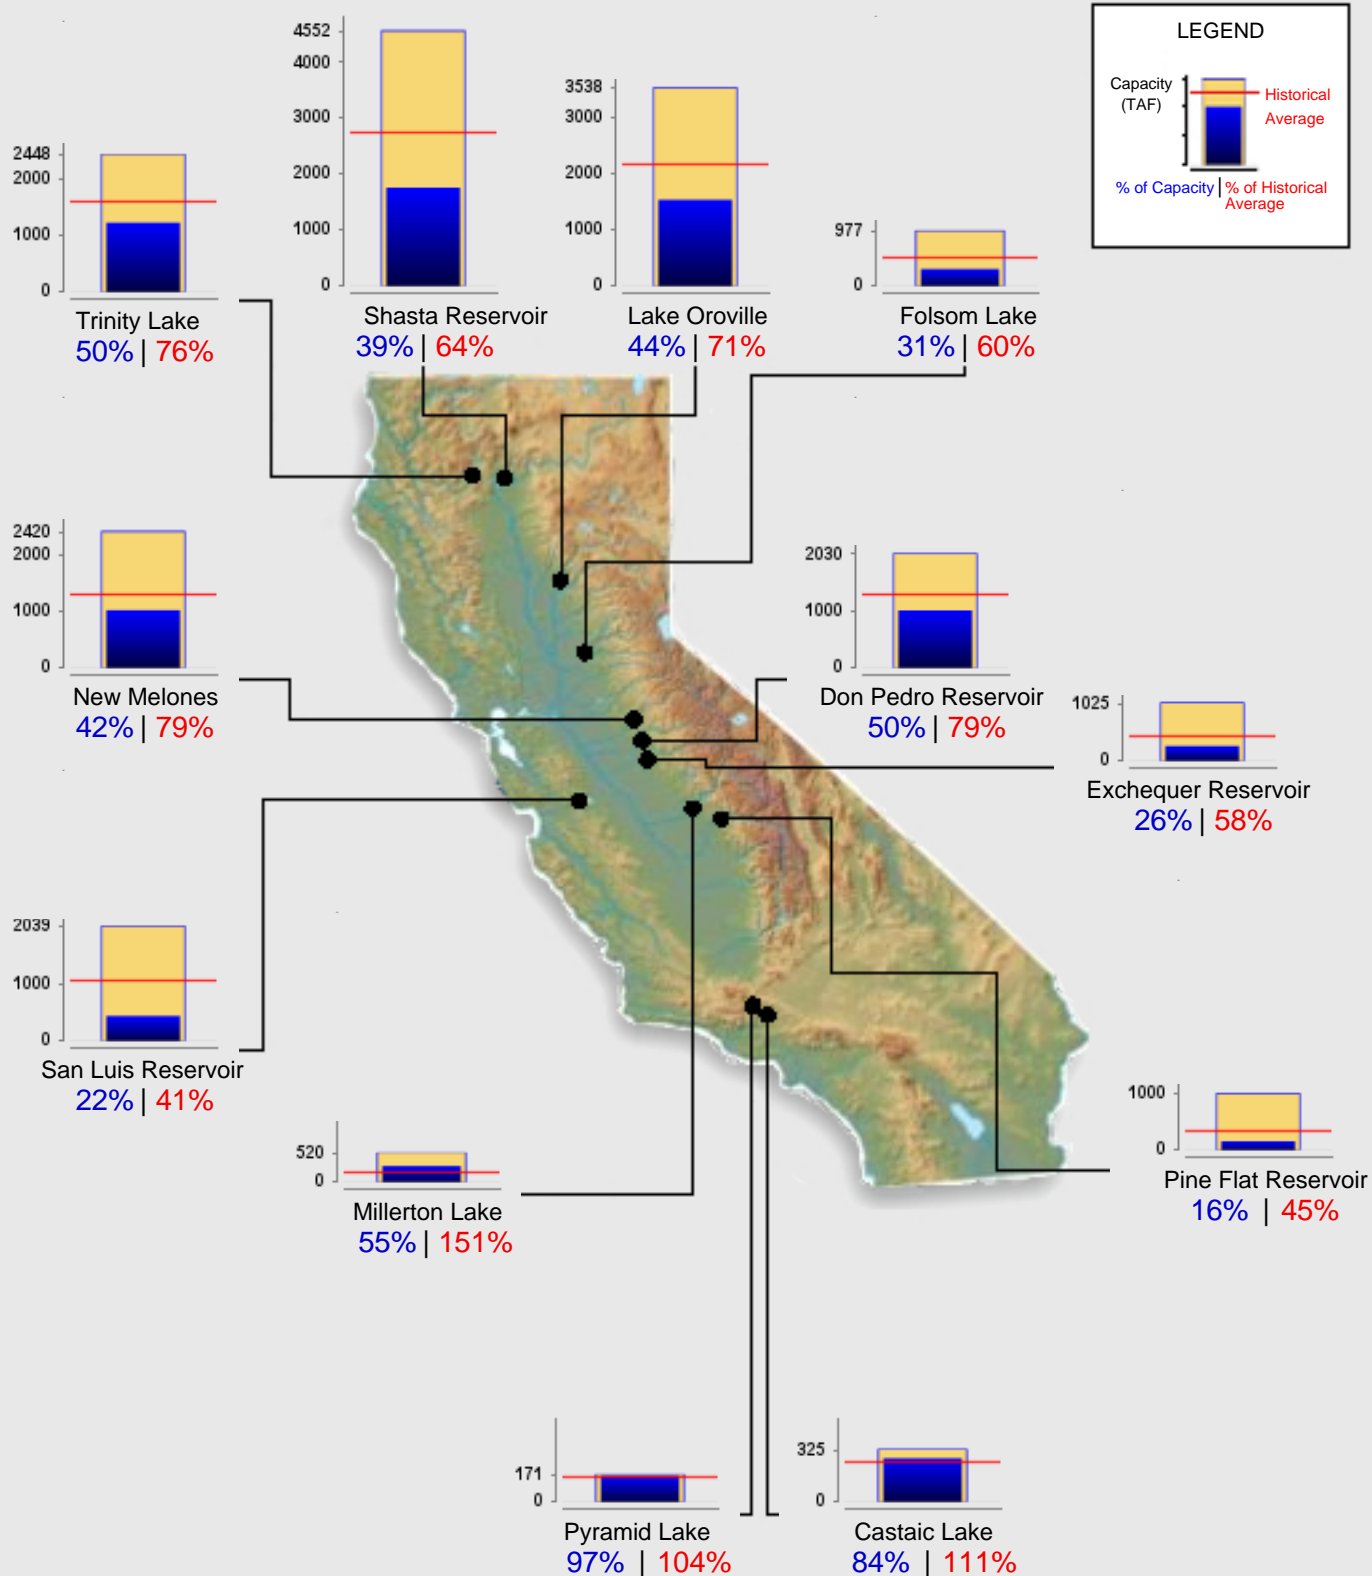 LEGEND
Capacity
(TAF)
Historical
Average
% of Capacity | % of Historical
Average
2448
2000
1000
0
Trinity Lake
50% | 76%
4552
4000
3000
2000
1000
0
Shasta Reservoir
39% | 64%
3538
3000
2000
1000
0
Lake Oroville
44% | 71%
977
0
Folsom Lake
31% | 60%
2420
2000
1000
0
New Melones
42% | 79%
2030
1000
0
Don Pedro Reservoir
50% | 79%
1025
0
Exchequer Reservoir
26% | 58%
2039
1000
0
San Luis Reservoir
22% | 41%
520
0
Millerton Lake
55% | 151%
1000
0
Pine Flat Reservoir
16% | 45%
171
0
Pyramid Lake
97% | 104%
325
0
Castaic Lake
84% | 111%